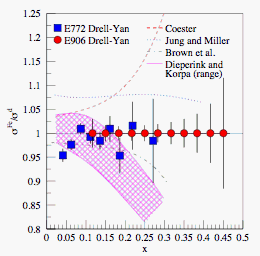 1.25
1.2
1.15
1.1
1.05
1
0.95
0.9
0.85
0.8
E772 Drell-Yan
E906 Drell-Yan
Coester
Jung and Miller
Brown et al.
Dieperink and
Korpa (range)
σFe/σd
0 0.05 0.1 0.15 0.2 0.25 0.3 0.35 0.4 0.45 0.5
x